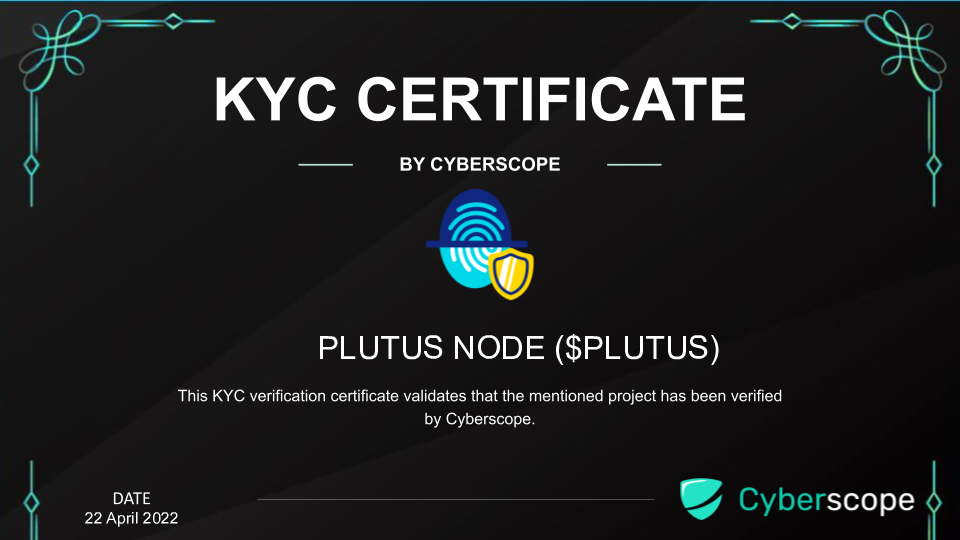 KYC CERTIFICATE
BY CYBERSCOPE
PLUTUS NODE ($PLUTUS)
This KYC verification certificate validates that the mentioned project has been verified
by Cyberscope.
DATE
22 April 2022
Cyberscope